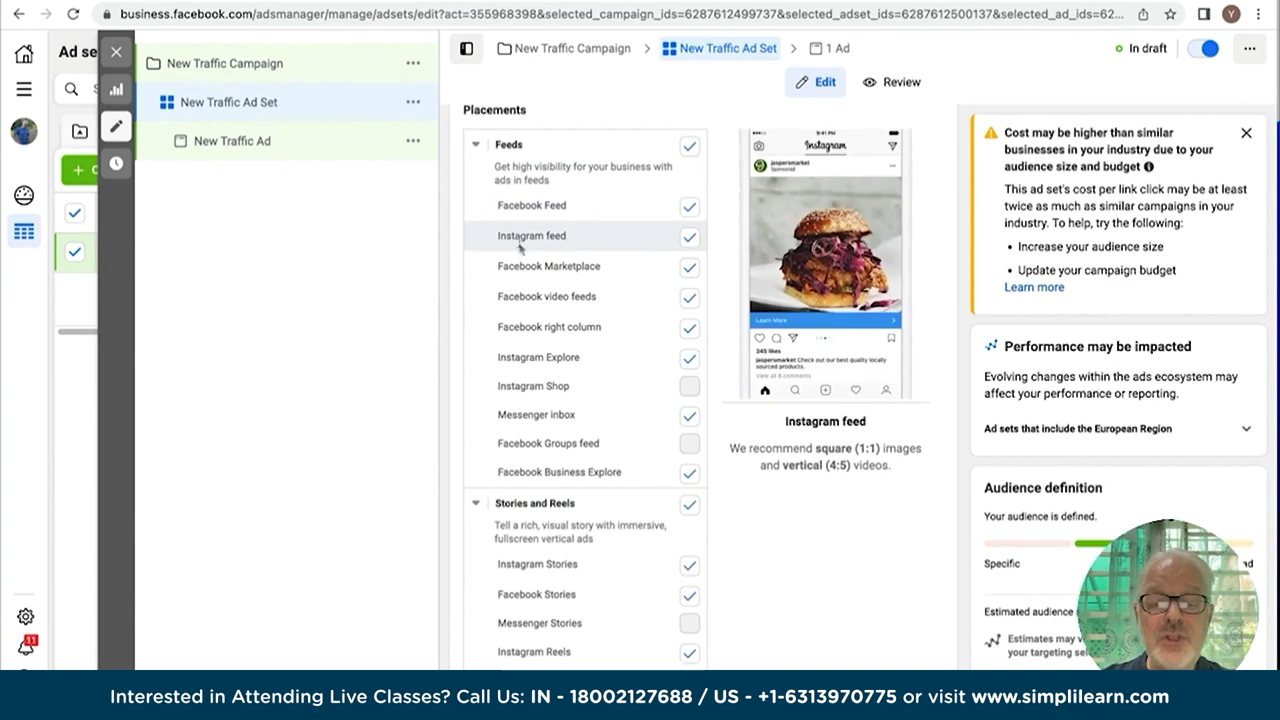 business.facebook.com/adsmanager/manage/adsets/edit?act=355968398&selected_campaign_ids=6287612499737&selected_adset_ids=6287612500137&selected_ad_ids=62...
Y
Ad se
New Traffic Campaign
New Traffic Ad Set
New Traffic Ad
11
New Traffic Campaign
New Traffic Ad Set
1 Ad
In draft
Edit
Review
Placements
Feeds
Get high visibility for your business with
ads in feeds
Facebook Feed
Instagram feed
Facebook Marketplace
Facebook video feeds
Facebook right column
Instagram Explore
Instagram Shop
Messenger inbox
Facebook Groups feed
Facebook Business Explore
Stories and Reels
Tell a rich, visual story with immersive,
fullscreen vertical ads
Instagram Stories
Facebook Stories
Messenger Stories
Instagram Reels
9:41 PM
Instagram
jaspersmarket
Sponsored
Learn More
345 likes
jaspersmarket Check out our best quality locally
sourced products.
Instagram feed
We recommend square (1:1) images
and vertical (4:5) videos.
Cost may be higher than similar
businesses in your industry due to
your audience size and budget
This ad set's cost per link click may be at least
twice as much as similar campaigns in your
industry. To help, try the following:
• Increase your audience size
• Update your campaign budget
Learn more
Performance may be impacted
Evolving changes within the ads ecosystem may
affect your performance or reporting.
Ad sets that include the European Region
Audience definition
Your audience is defined.
Specific
Estimated audience
Estimates may
your targeting
Interested in Attending Live Classes? Call Us: IN - 18002127688 / US - +1-6313970775 or visit www.simplilearn.com